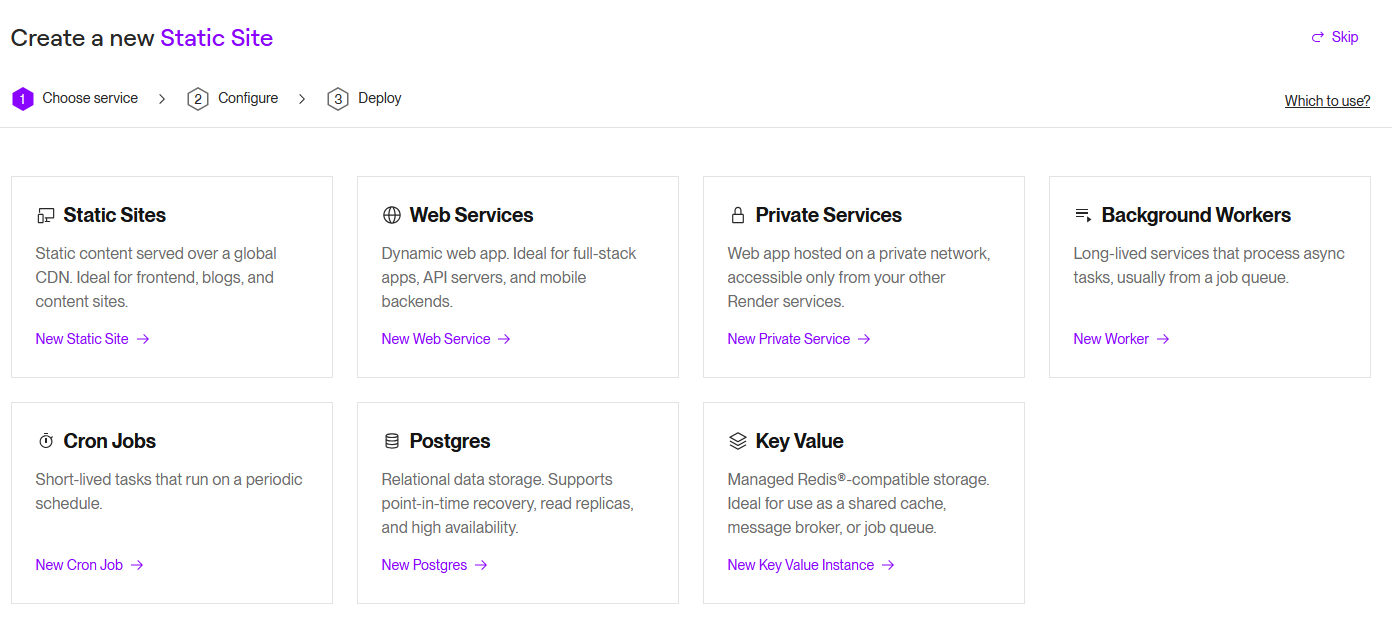 Create a new Static Site
Skip
1 Choose service
2 Configure
3 Deploy
Which to use?
Static Sites
Static content served over a global
CDN. Ideal for frontend, blogs, and
content sites.
New Static Site
Web Services
Dynamic web app. Ideal for full-stack
apps, API servers, and mobile
backends.
New Web Service
Private Services
Web app hosted on a private network,
accessible only from your other
Render services.
New Private Service
Background Workers
Long-lived services that process async
tasks, usually from a job queue.
New Worker
Cron Jobs
Short-lived tasks that run on a periodic
schedule.
New Cron Job
Postgres
Relational data storage. Supports
point-in-time recovery, read replicas,
and high availability.
New Postgres
Key Value
Managed Redis®-compatible storage.
Ideal for use as a shared cache,
message broker, or job queue.
New Key Value Instance